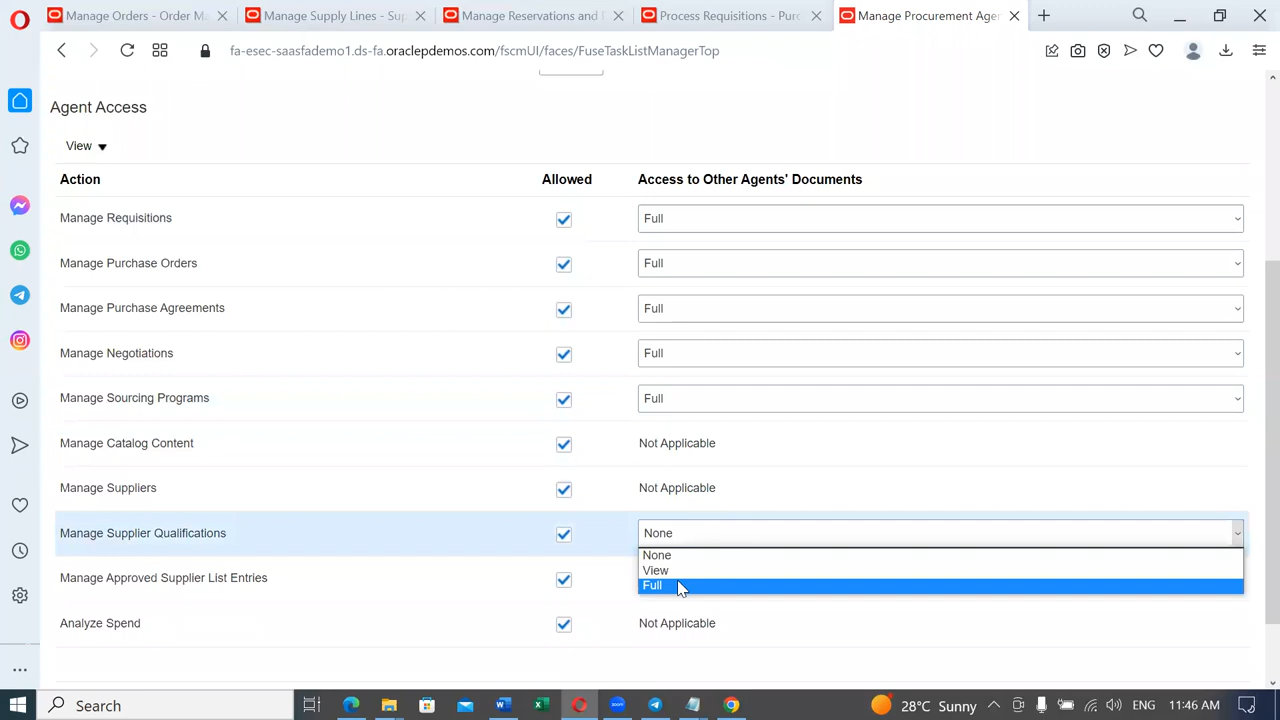 Manage Orders - Order Ma
Manage Supply Lines - Sup
Manage Reservations and P
Process Requisitions - Purc
Manage Procurement Agen
fa-esec-saasfademo1.ds-fa.oraclepdemos.com/fscmUI/faces/FuseTaskListManagerTop
Agent Access
View
Action Allowed Access to Other Agents' Documents
Manage Requisitions Full
Manage Purchase Orders Full
Manage Purchase Agreements Full
Manage Negotiations Full
Manage Sourcing Programs Full
Manage Catalog Content Not Applicable
Manage Suppliers Not Applicable
Manage Supplier Qualifications None
None
View
Full
Manage Approved Supplier List Entries
Analyze Spend Not Applicable
Search
28°C Sunny
ENG
11:46 AM